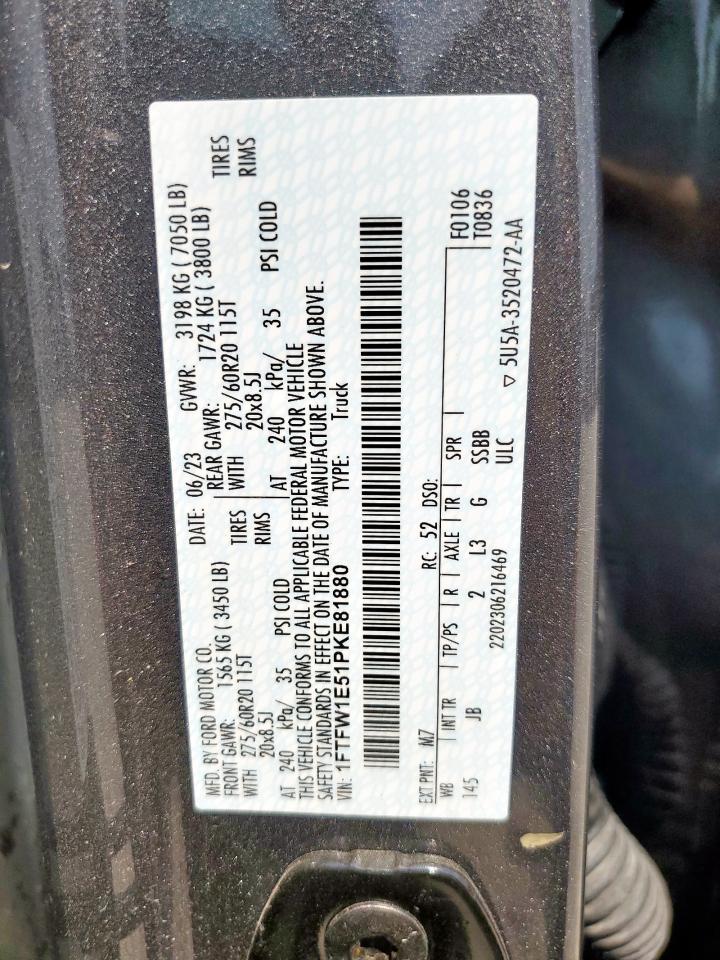 MFD. BY FORD MOTOR CO.
DATE: 06/23
GVWR: 3198 KG ( 7050 LB)
FRONT GAWR: 1565 KG ( 3450 LB)
REAR GAWR: 1724 KG ( 3800 LB)
WITH 275/60R20 115T TIRES
WITH 275/60R20 115T TIRES
20x8.5J RIMS
20x8.5J RIMS
AT 240 kPa/ 35 PSI COLD
AT 240 kPa/ 35 PSI COLD
THIS VEHICLE CONFORMS TO ALL APPLICABLE FEDERAL MOTOR VEHICLE
SAFETY STANDARDS IN EFFECT ON THE DATE OF MANUFACTURE SHOWN ABOVE.
VIN: 1FTFW1E51PKE81880
TYPE: Truck
EXT PNT: M7 RC: 52 DSO:
F0106
T0836
WB | INT TR | TP/PS | R | AXLE | TR | SPR
145 JB 2 L3 G SSBB
2202306216469 ULC
▽ 5U5A-3520472-AA